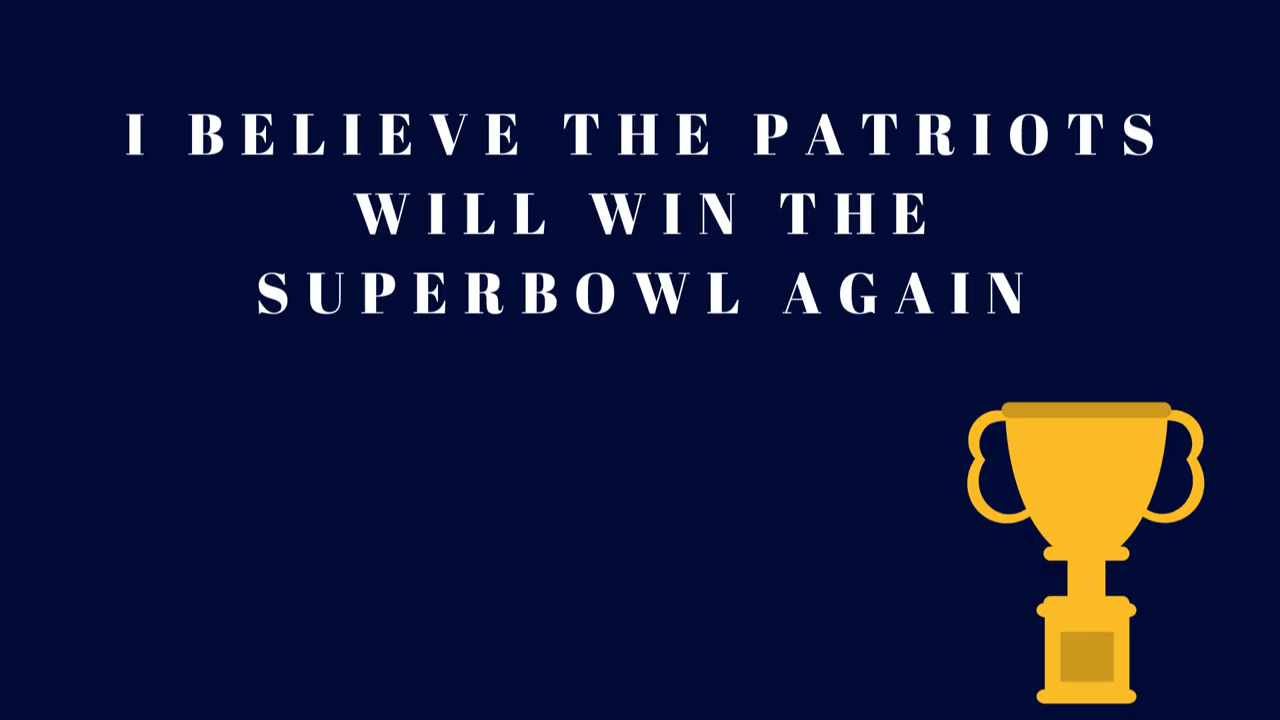 I BELIEVE THE PATRIOTS
WILL WIN THE
SUPERBOWL AGAIN